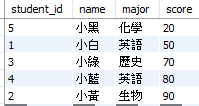 student_id name major score
5 小黑 化學 20
1 小白 英語 50
3 小綠 歷史 70
4 小藍 英語 80
2 小黃 生物 90